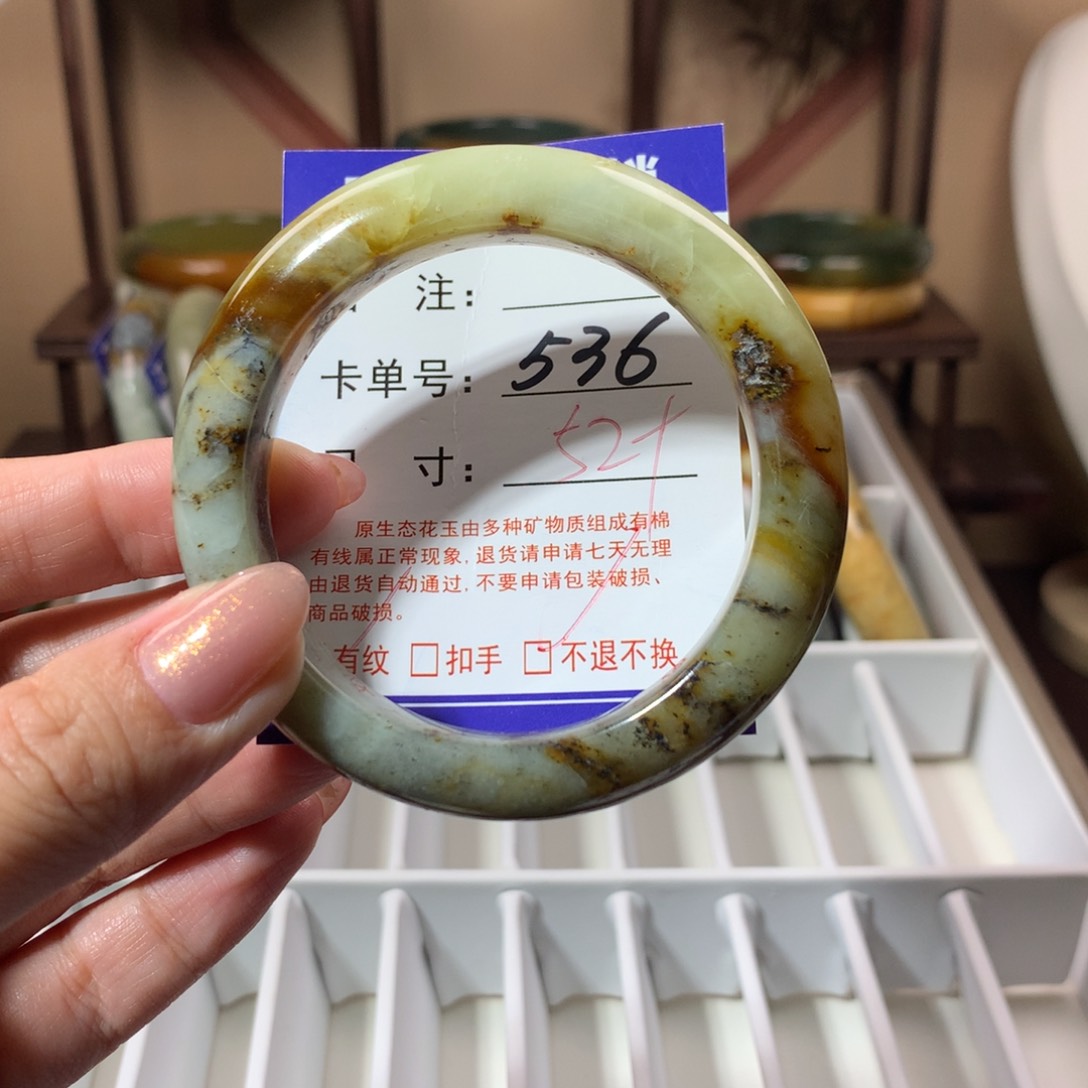 注：
卡单号：536
寸：52+
原生态花玉由多种矿物质组成有棉
有线属正常现象，退货请申请七天无理
由退货自动通过，不要申请包装破损、
商品破损。
有纹 □扣手 □不退不换